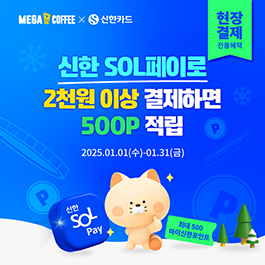 MEGA COFFEE × 신한카드
현장
결제
전용혜택
신한 SOL페이로
2천원 이상 결제하면
500P 적립
2025.01.01(수)-01.31(금)
신한
SOL
Pay
최대 500
마이신한포인트